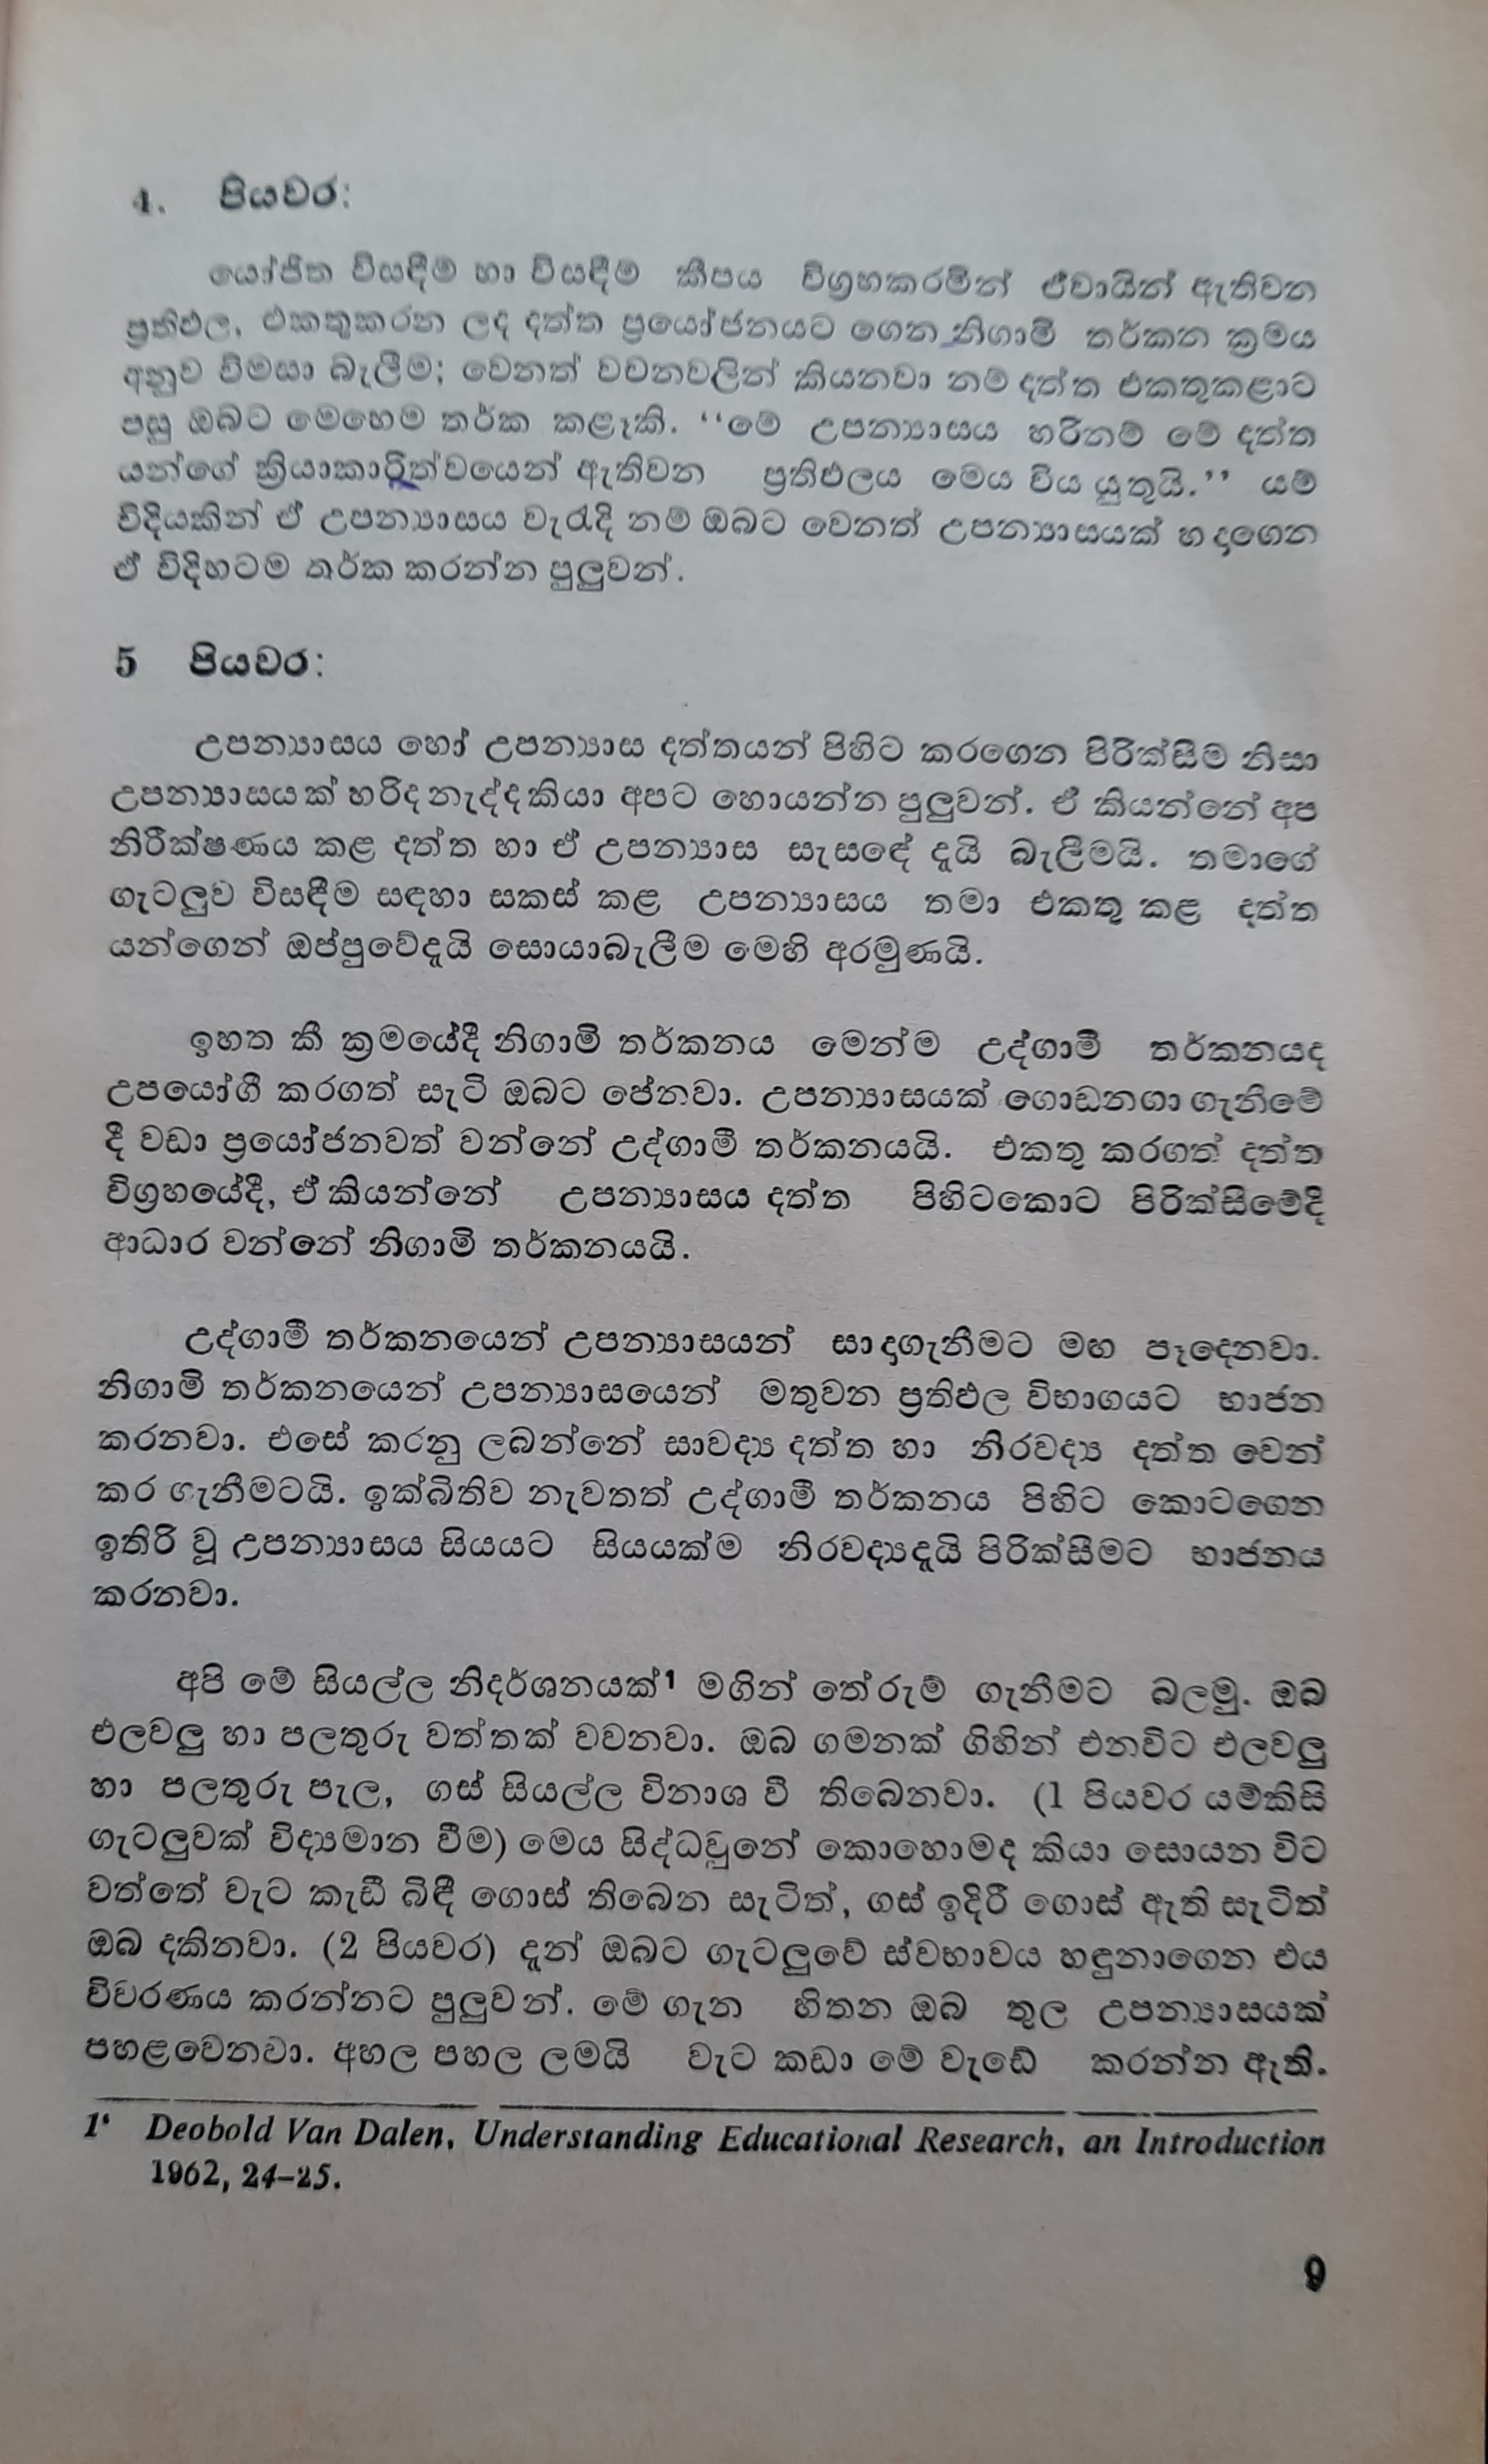 4. පියවර:
යෝජිත විසඳීම් හා විසඳීම් කීපය විග්‍රහකරමින් ඒවායින් ඇතිවන
ප්‍රතිඵල, එකතුකරන ලද දත්ත ප්‍රයෝජනයට ගෙන නිගාමී තර්කන ක්‍රමය
අනුව විමසා බැලීම; වෙනත් වචනවලින් කියනවා නම් දත්ත එකතුකළාට
පසු ඔබට මෙහෙම තර්ක කළැකි. ‘‘මේ උපන්‍යාසය හරිනම් මේ දත්ත
යන්ගේ ක්‍රියාකාරිත්වයෙන් ඇතිවන ප්‍රතිඵලය මෙය විය යුතුයි.’’ යම්
විදියකින් ඒ උපන්‍යාසය වැරැදි නම් ඔබට වෙනත් උපන්‍යාසයක් හදාගෙන
ඒ විදිහටම තර්ක කරන්න පුලුවන්.
5 පියවර:
උපන්‍යාසය හෝ උපන්‍යාස දත්තයන් පිහිට කරගෙන පිරික්සීම නිසා
උපන්‍යාසයක් හරිද නැද්ද කියා අපට හොයන්න පුලුවන්. ඒ කියන්නේ අප
නිරීක්ෂණය කළ දත්ත හා ඒ උපන්‍යාස සැසඳේ දැයි බැලීමයි. තමාගේ
ගැටලුව විසඳීම සඳහා සකස් කළ උපන්‍යාසය තමා එකතු කළ දත්ත
යන්ගෙන් ඔප්පුවේදැයි සොයාබැලීම මෙහි අරමුණයි.
ඉහත කී ක්‍රමයේදී නිගාමි තර්කනය මෙන්ම උද්ගාමී තර්කනයද
උපයෝගී කරගත් සැටි ඔබට පේනවා. උපන්‍යාසයක් ගොඩනගා ගැනීමේ
දී වඩා ප්‍රයෝජනවත් වන්නේ උද්ගාමී තර්කනයයි. එකතු කරගත් දත්ත
විග්‍රහයේදී, ඒ කියන්නේ උපන්‍යාසය දත්ත පිහිටකොට පිරික්සීමේදි
ආධාර වන්නේ නිගාමි තර්කනයයි.
උද්ගාමී තර්කනයෙන් උපන්‍යාසයන් සාදාගැනීමට මඟ පෑදෙනවා.
නිගාමි තර්කනයෙන් උපන්‍යාසයෙන් මතුවන ප්‍රතිඵල විභාගයට භාජන
කරනවා. එසේ කරනු ලබන්නේ සාවද්‍ය දත්ත හා නිරවද්‍ය දත්ත වෙන්
කර ගැනීමටයි. ඉක්බිතිව නැවතත් උද්ගාමී තර්කනය පිහිට කොටගෙන
ඉතිරි වූ උපන්‍යාසය සියයට සියයක්ම නිරවද්‍යදැයි පිරික්සීමට භාජනය
කරනවා.
අපි මේ සියල්ල නිදර්ශනයක්¹ මගින් තේරුම් ගැනීමට බලමු. ඔබ
එලවලු හා පලතුරු වත්තක් වවනවා. ඔබ ගමනක් ගිහින් එනවිට එලවලු
හා පලතුරු පැල, ගස් සියල්ල විනාශ වී තිබෙනවා. (1 පියවර යම්කිසි
ගැටලුවක් විද්‍යමාන වීම) මෙය සිද්ධවුනේ කොහොමද කියා සොයන විට
වත්තේ වැට කැඩී බිඳී ගොස් තිබෙන සැටිත්, ගස් ඉදිරී ගොස් ඇති සැටිත්
ඔබ දකිනවා. (2 පියවර) දැන් ඔබට ගැටලුවේ ස්වභාවය හඳුනාගෙන එය
විවරණය කරන්නට පුලුවන්. මේ ගැන හිතන ඔබ තුල උපන්‍යාසයක්
පහළවෙනවා. අහල පහල ලමයි වැට කඩා මේ වැඩේ කරන්න ඇති.
1‘ Deobold Van Dalen, Understanding Educational Research, an Introduction
1962, 24–25.
9